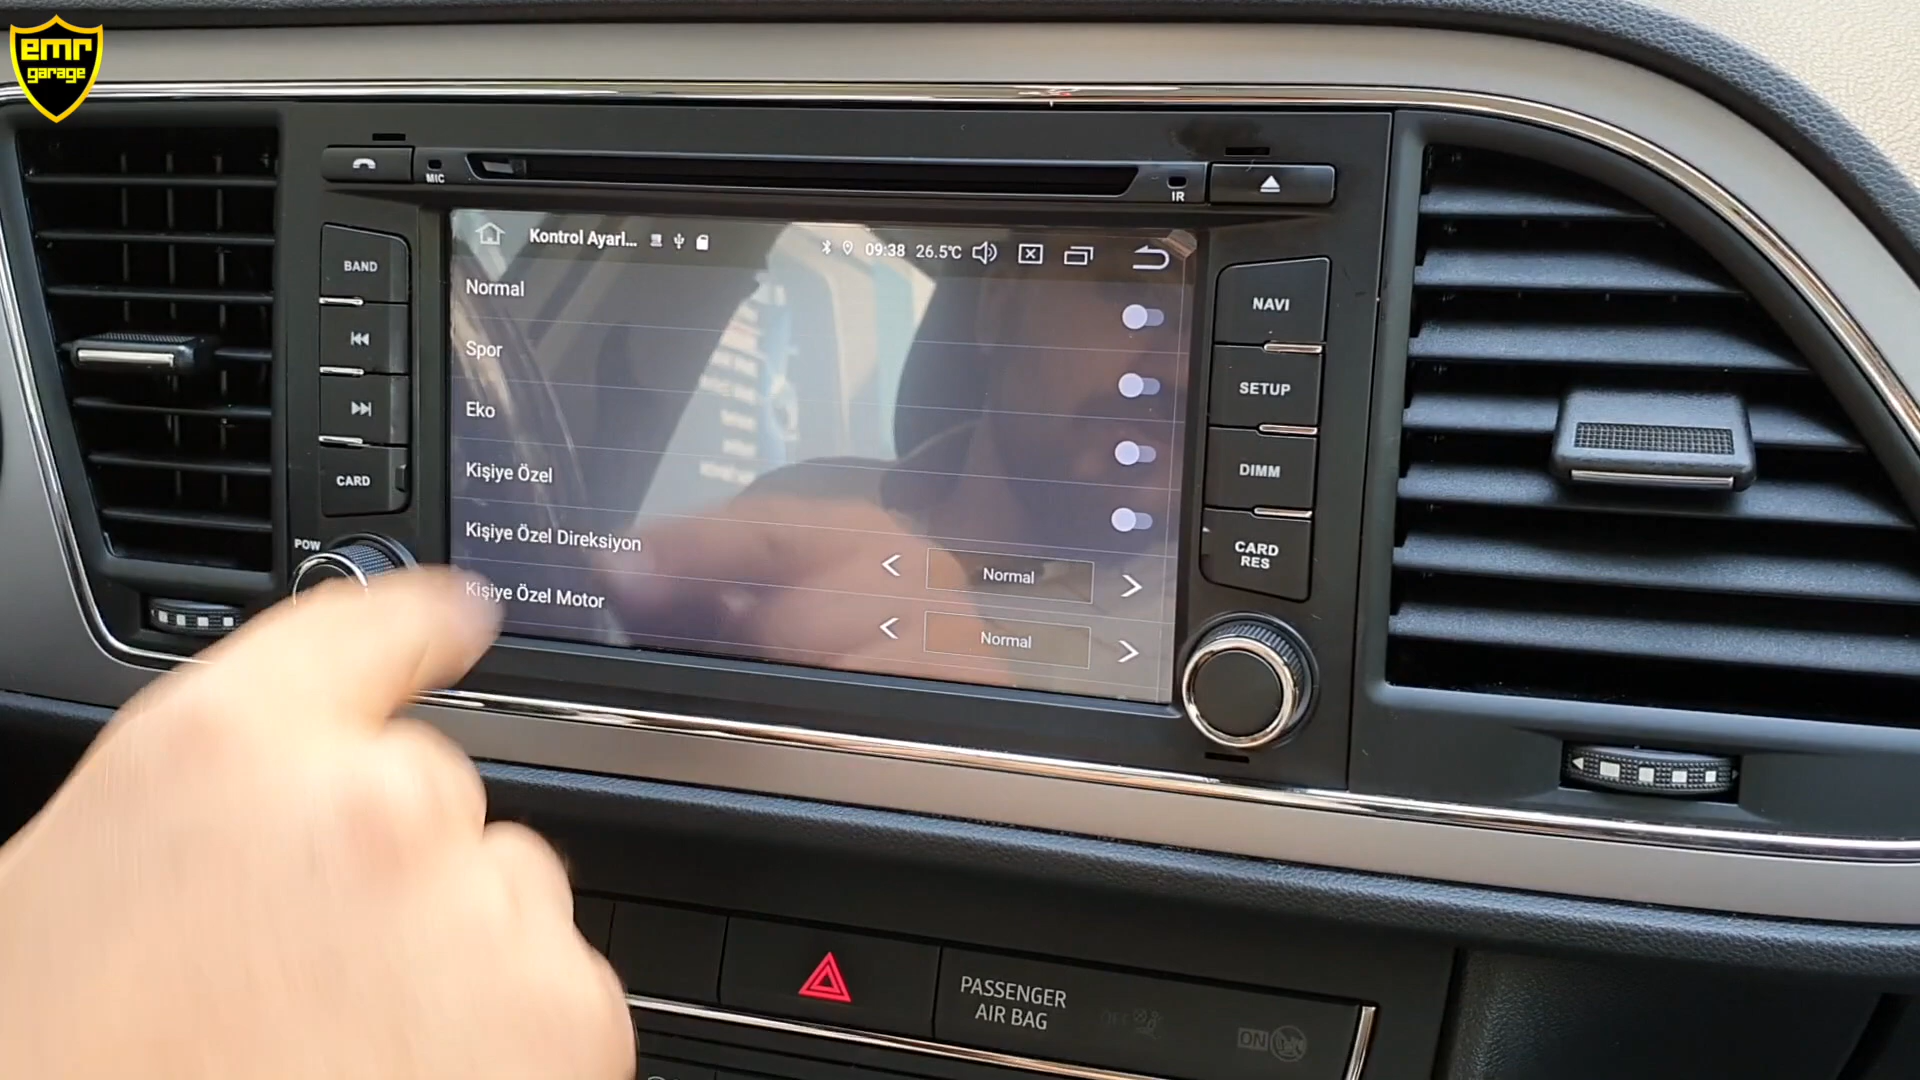 emr
garage
MIC
IR
BAND
CARD
POW
NAVI
SETUP
DIMM
CARD
RES
Kontrol Ayarl...
09:38
26.5℃
Normal
Spor
Eko
Kişiye Özel
Kişiye Özel Direksiyon
Normal
Kişiye Özel Motor
Normal
PASSENGER
AIR BAG
OFF
ON